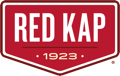 RED KAP
· 1923 ·
®